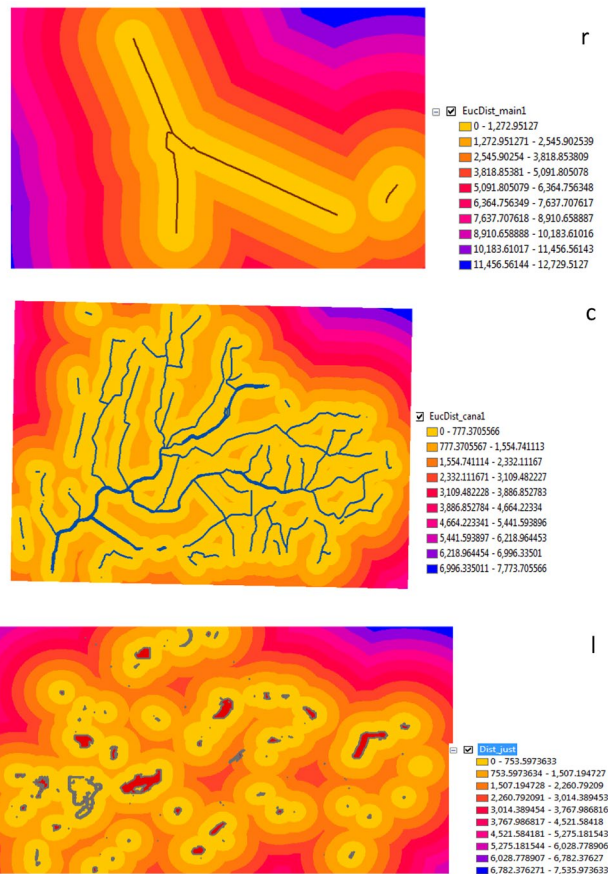 r
EucDist_main1
0 - 1,272.95127
1,272.951271 - 2,545.902539
2,545.90254 - 3,818.853809
3,818.85381 - 5,091.805078
5,091.805079 - 6,364.756348
6,364.756349 - 7,637.707617
7,637.707618 - 8,910.658887
8,910.658888 - 10,183.61016
10,183.61017 - 11,456.56143
11,456.56144 - 12,729.5127
c
EucDist_cana1
0 - 777.3705566
777.3705567 - 1,554.741113
1,554.741114 - 2,332.11167
2,332.111671 - 3,109.482227
3,109.482228 - 3,886.852783
3,886.852784 - 4,664.22334
4,664.223341 - 5,441.593896
5,441.593897 - 6,218.964453
6,218.964454 - 6,996.33501
6,996.335011 - 7,773.705566
l
Dist_just
0 - 753.5973633
753.5973634 - 1,507.194727
1,507.194728 - 2,260.79209
2,260.792091 - 3,014.389453
3,014.389454 - 3,767.986816
3,767.986817 - 4,521.58418
4,521.584181 - 5,275.181543
5,275.181544 - 6,028.778906
6,028.778907 - 6,782.37627
6,782.376271 - 7,535.973633